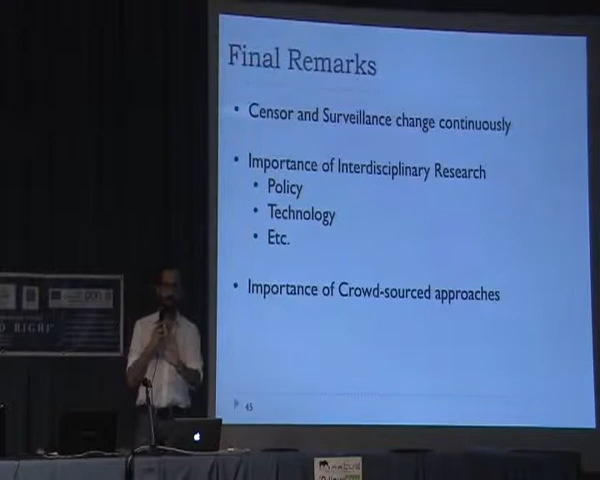 Final Remarks
• Censor and Surveillance change continuously
• Importance of Interdisciplinary Research
• Policy
• Technology
• Etc.
• Importance of Crowd-sourced approaches
45